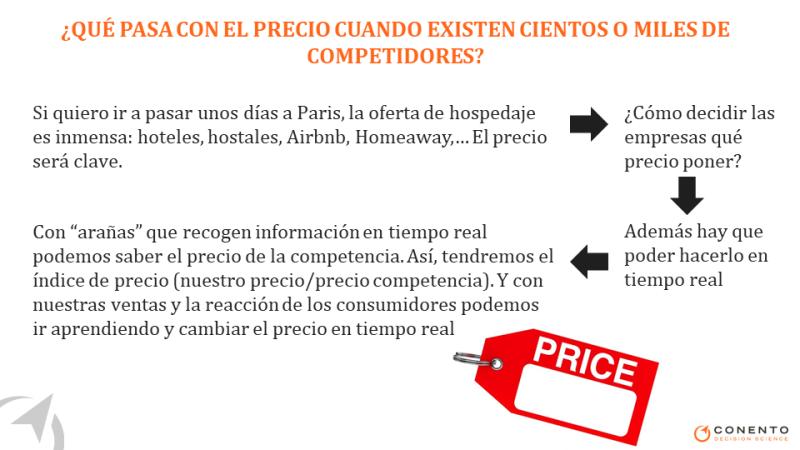 ¿QUÉ PASA CON EL PRECIO CUANDO EXISTEN CIENTOS O MILES DE
COMPETIDORES?
Si quiero ir a pasar unos días a Paris, la oferta de hospedaje
es inmensa: hoteles, hostales, Airbnb, Homeaway,... El precio
será clave.
¿Cómo decidir las
empresas qué
precio poner?
Además hay que
poder hacerlo en
tiempo real
Con “arañas” que recogen información en tiempo real
podemos saber el precio de la competencia. Así, tendremos el
índice de precio (nuestro precio/precio competencia). Y con
nuestras ventas y la reacción de los consumidores podemos
ir aprendiendo y cambiar el precio en tiempo real
PRICE
CONENTO
DECISION SCIENCE